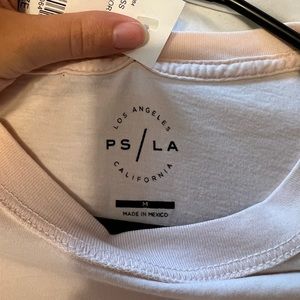 LOS ANGELES
PS/LA
CALIFORNIA
M
MADE IN MEXICO